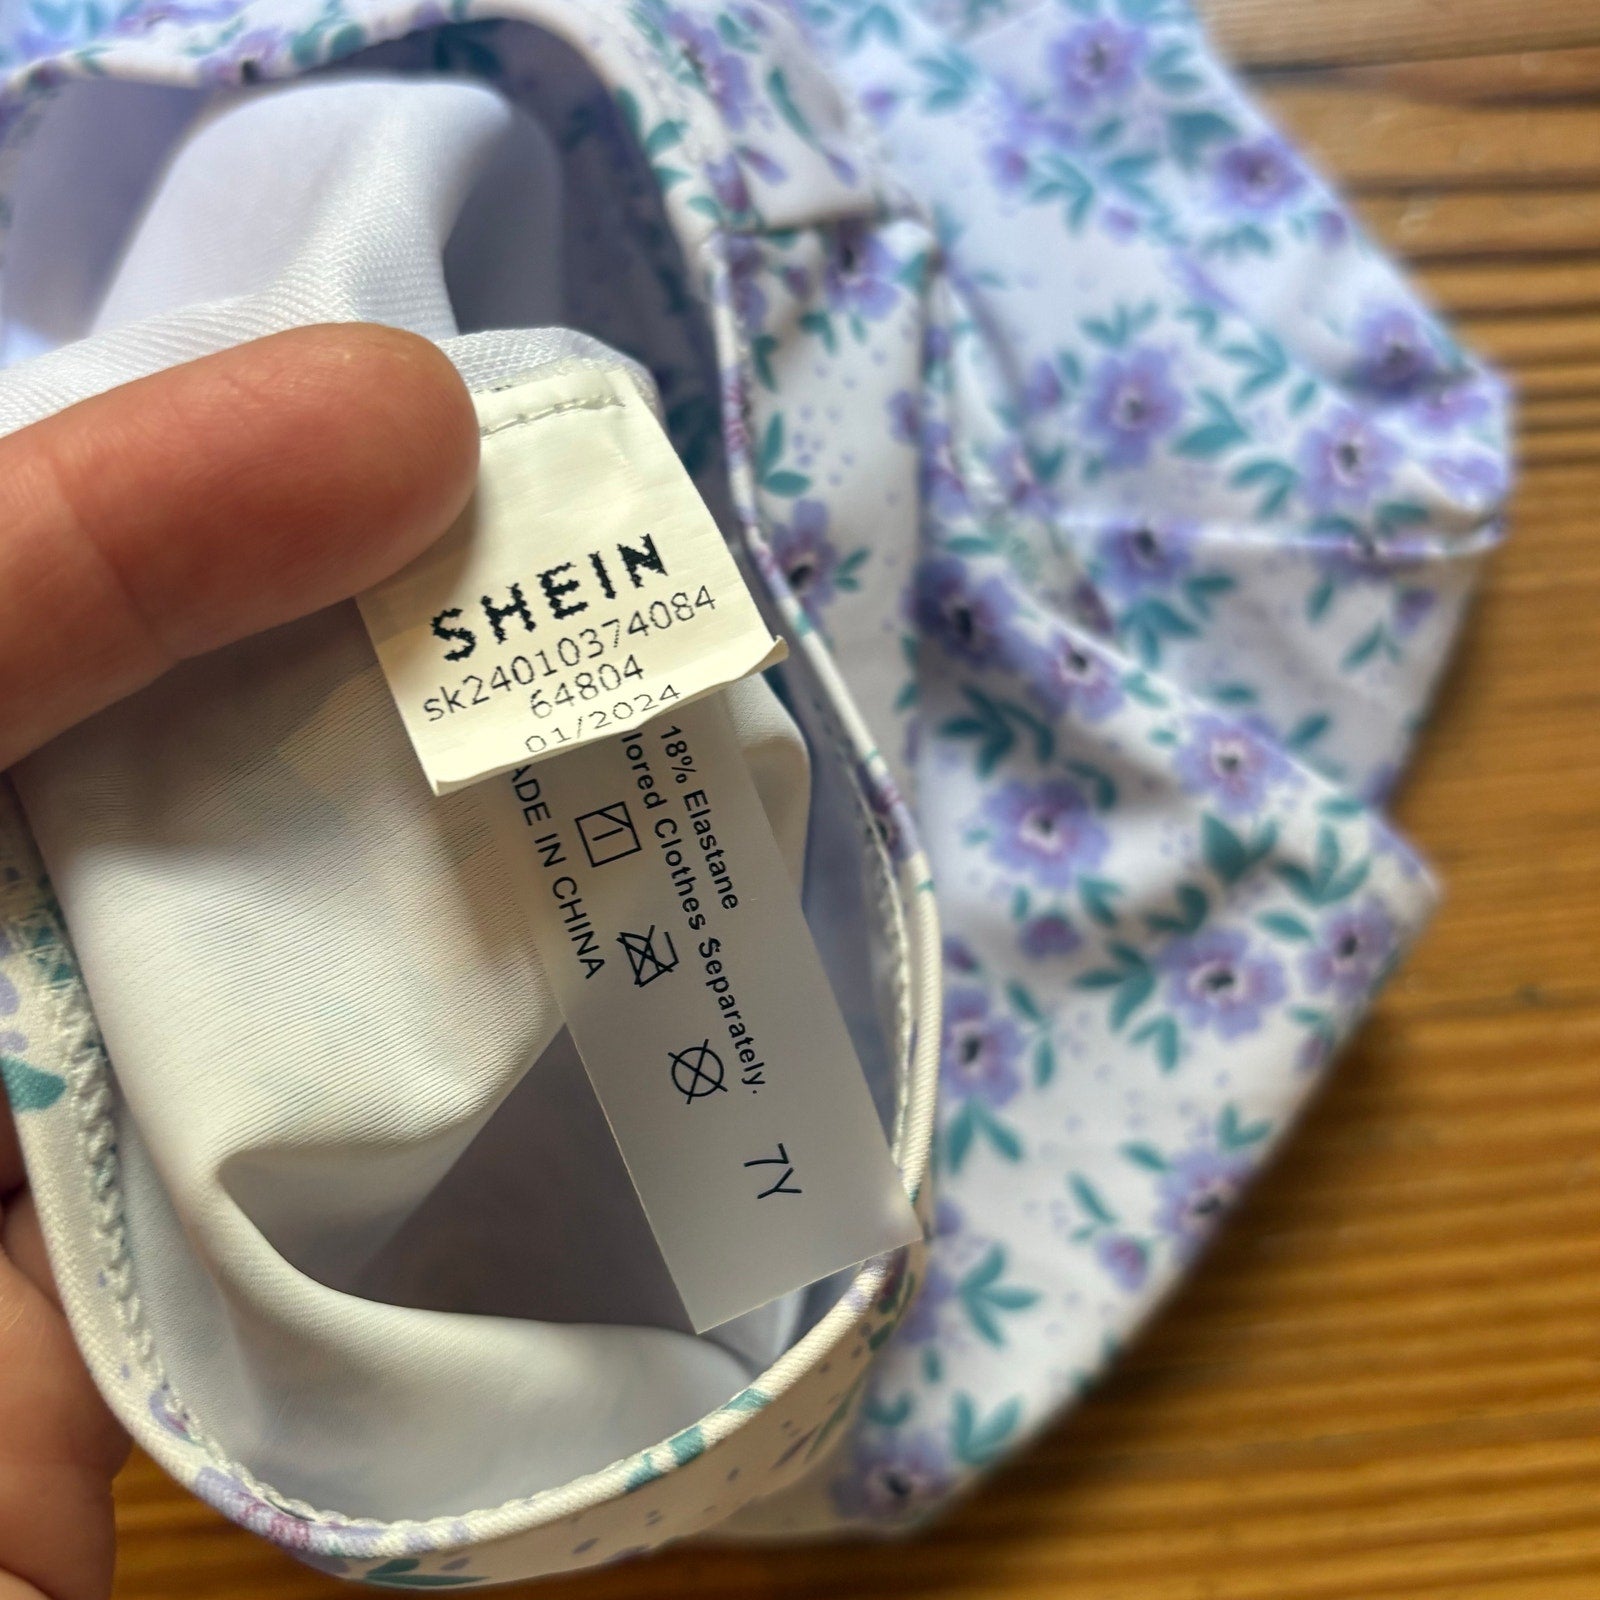 SHEIN
sk24010374084
64804
01/2024
18% Elastane
lored Clothes Separately.
ADE IN CHINA
7Y